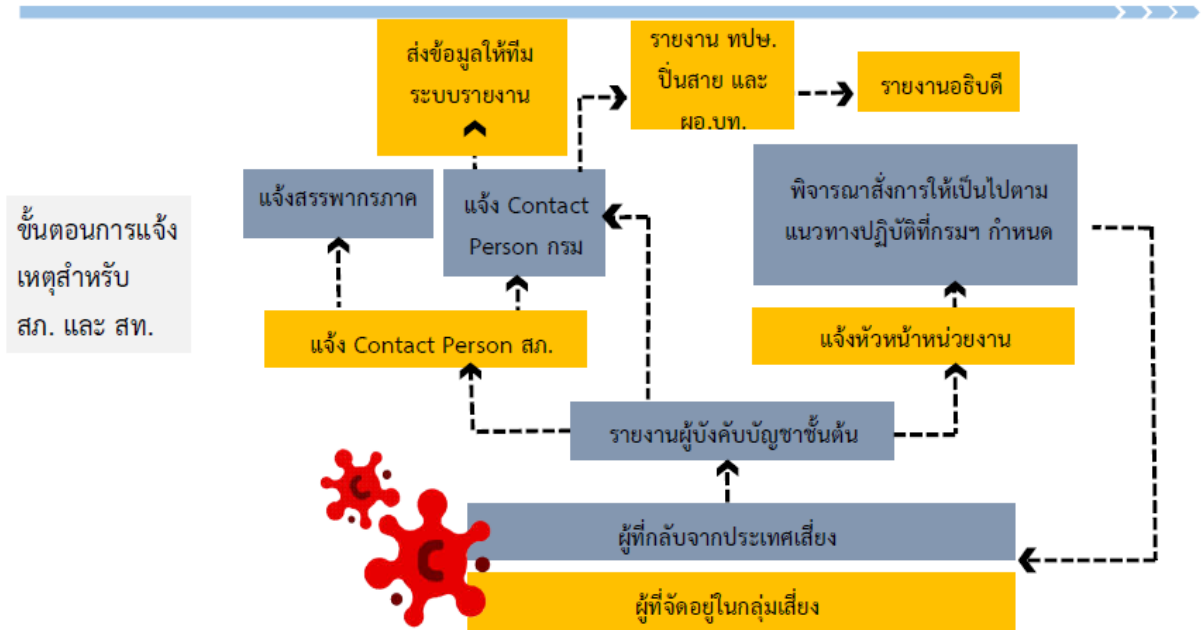 ส่งข้อมูลให้ทีม
ระบบรายงาน
รายงาน ทปษ.
ปิ่นสาย และ
ผอ.บท.
รายงานอธิบดี
แจ้งสรรพากรภาค
แจ้ง Contact
Person กรม
พิจารณาสั่งการให้เป็นไปตาม
แนวทางปฏิบัติที่กรมฯ กำหนด
ขั้นตอนการแจ้ง
เหตุสำหรับ
สภ. และ สท.
แจ้ง Contact Person สภ.
แจ้งหัวหน้าหน่วยงาน
รายงานผู้บังคับบัญชาชั้นต้น
ผู้ที่กลับจากประเทศเสี่ยง
ผู้ที่จัดอยู่ในกลุ่มเสี่ยง